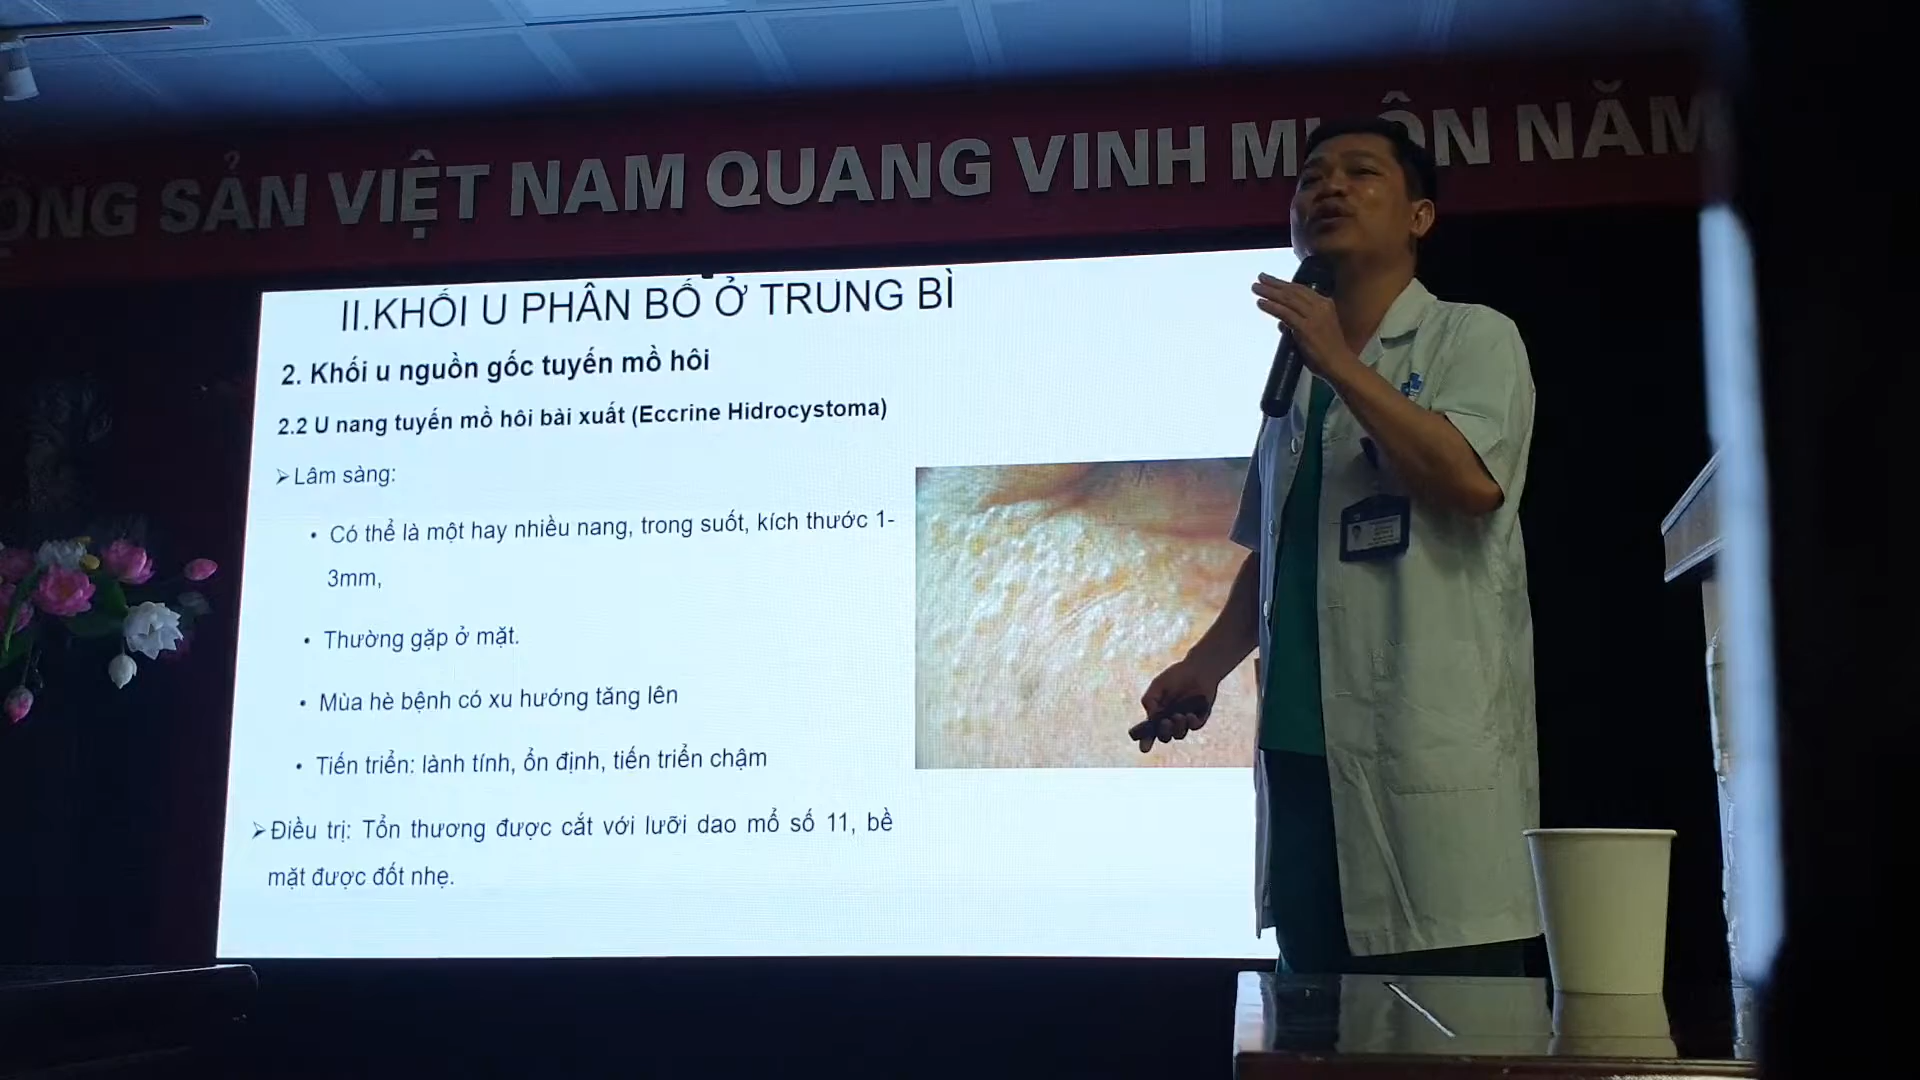 ỘNG SẢN VIỆT NAM QUANG VINH MUÔN NĂM
II.KHỐI U PHÂN BỐ Ở TRUNG BÌ
2. Khối u nguồn gốc tuyến mồ hôi
2.2 U nang tuyến mồ hôi bài xuất (Eccrine Hidrocystoma)
➢Lâm sàng:
• Có thể là một hay nhiều nang, trong suốt, kích thước 1-
3mm,
• Thường gặp ở mặt.
• Mùa hè bệnh có xu hướng tăng lên
• Tiến triển: lành tính, ổn định, tiến triển chậm
➢Điều trị: Tổn thương được cắt với lưỡi dao mổ số 11, bề
mặt được đốt nhẹ.